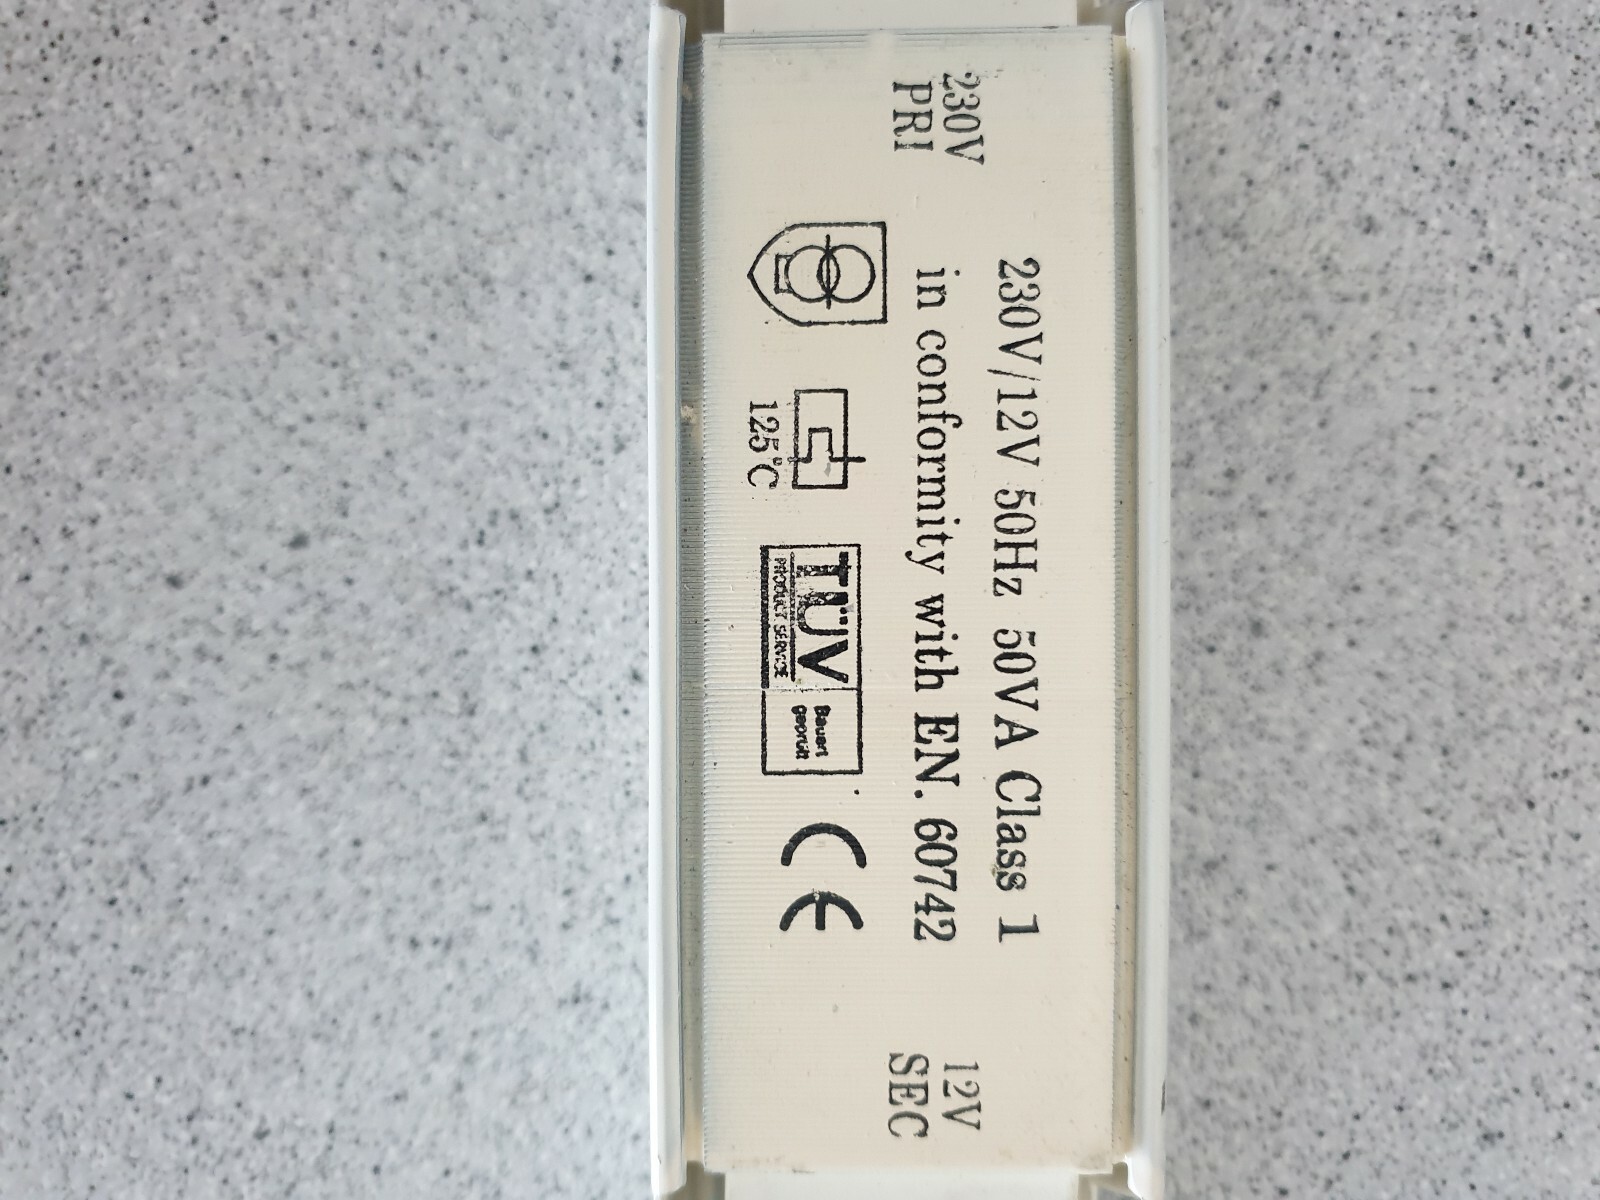 230V/12V 50Hz 50VA Class 1
230V
PRI
in conformity with EN. 60742
12V
SEC
125°C
TÜV
PRODUCT SERVICE
Bauart
geprüft
CE